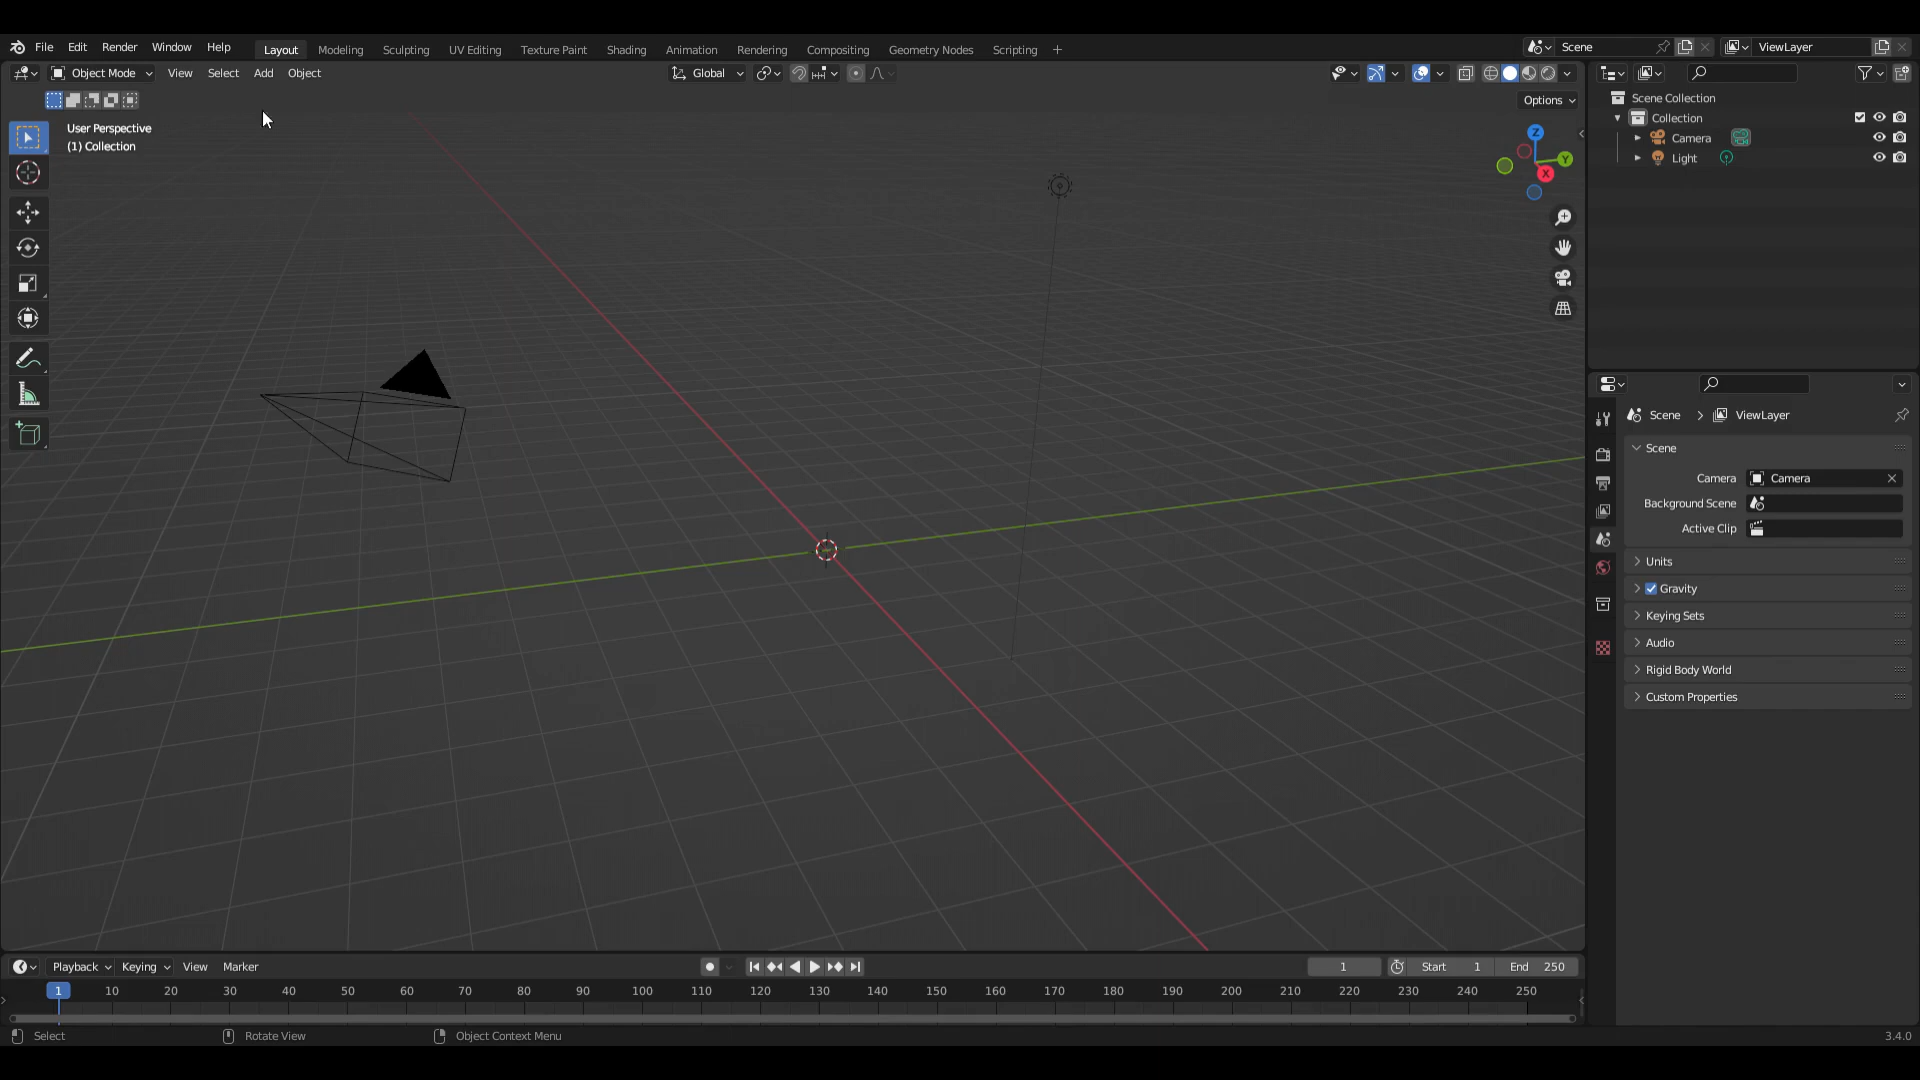 File Edit Render Window Help Layout Modeling Sculpting UV Editing Texture Paint Shading Animation Rendering Compositing Geometry Nodes Scripting + Scene ViewLayer
Object Mode View Select Add Object Global
Options
User Perspective
(1) Collection
Z
Y
X
Scene Collection
Collection
Camera
Light
Scene > ViewLayer
Scene
Camera Camera
Background Scene
Active Clip
Units
Gravity
Keying Sets
Audio
Rigid Body World
Custom Properties
Playback Keying View Marker 1 Start 1 End 250
1 10 20 30 40 50 60 70 80 90 100 110 120 130 140 150 160 170 180 190 200 210 220 230 240 250
Select Rotate View Object Context Menu 3.4.0